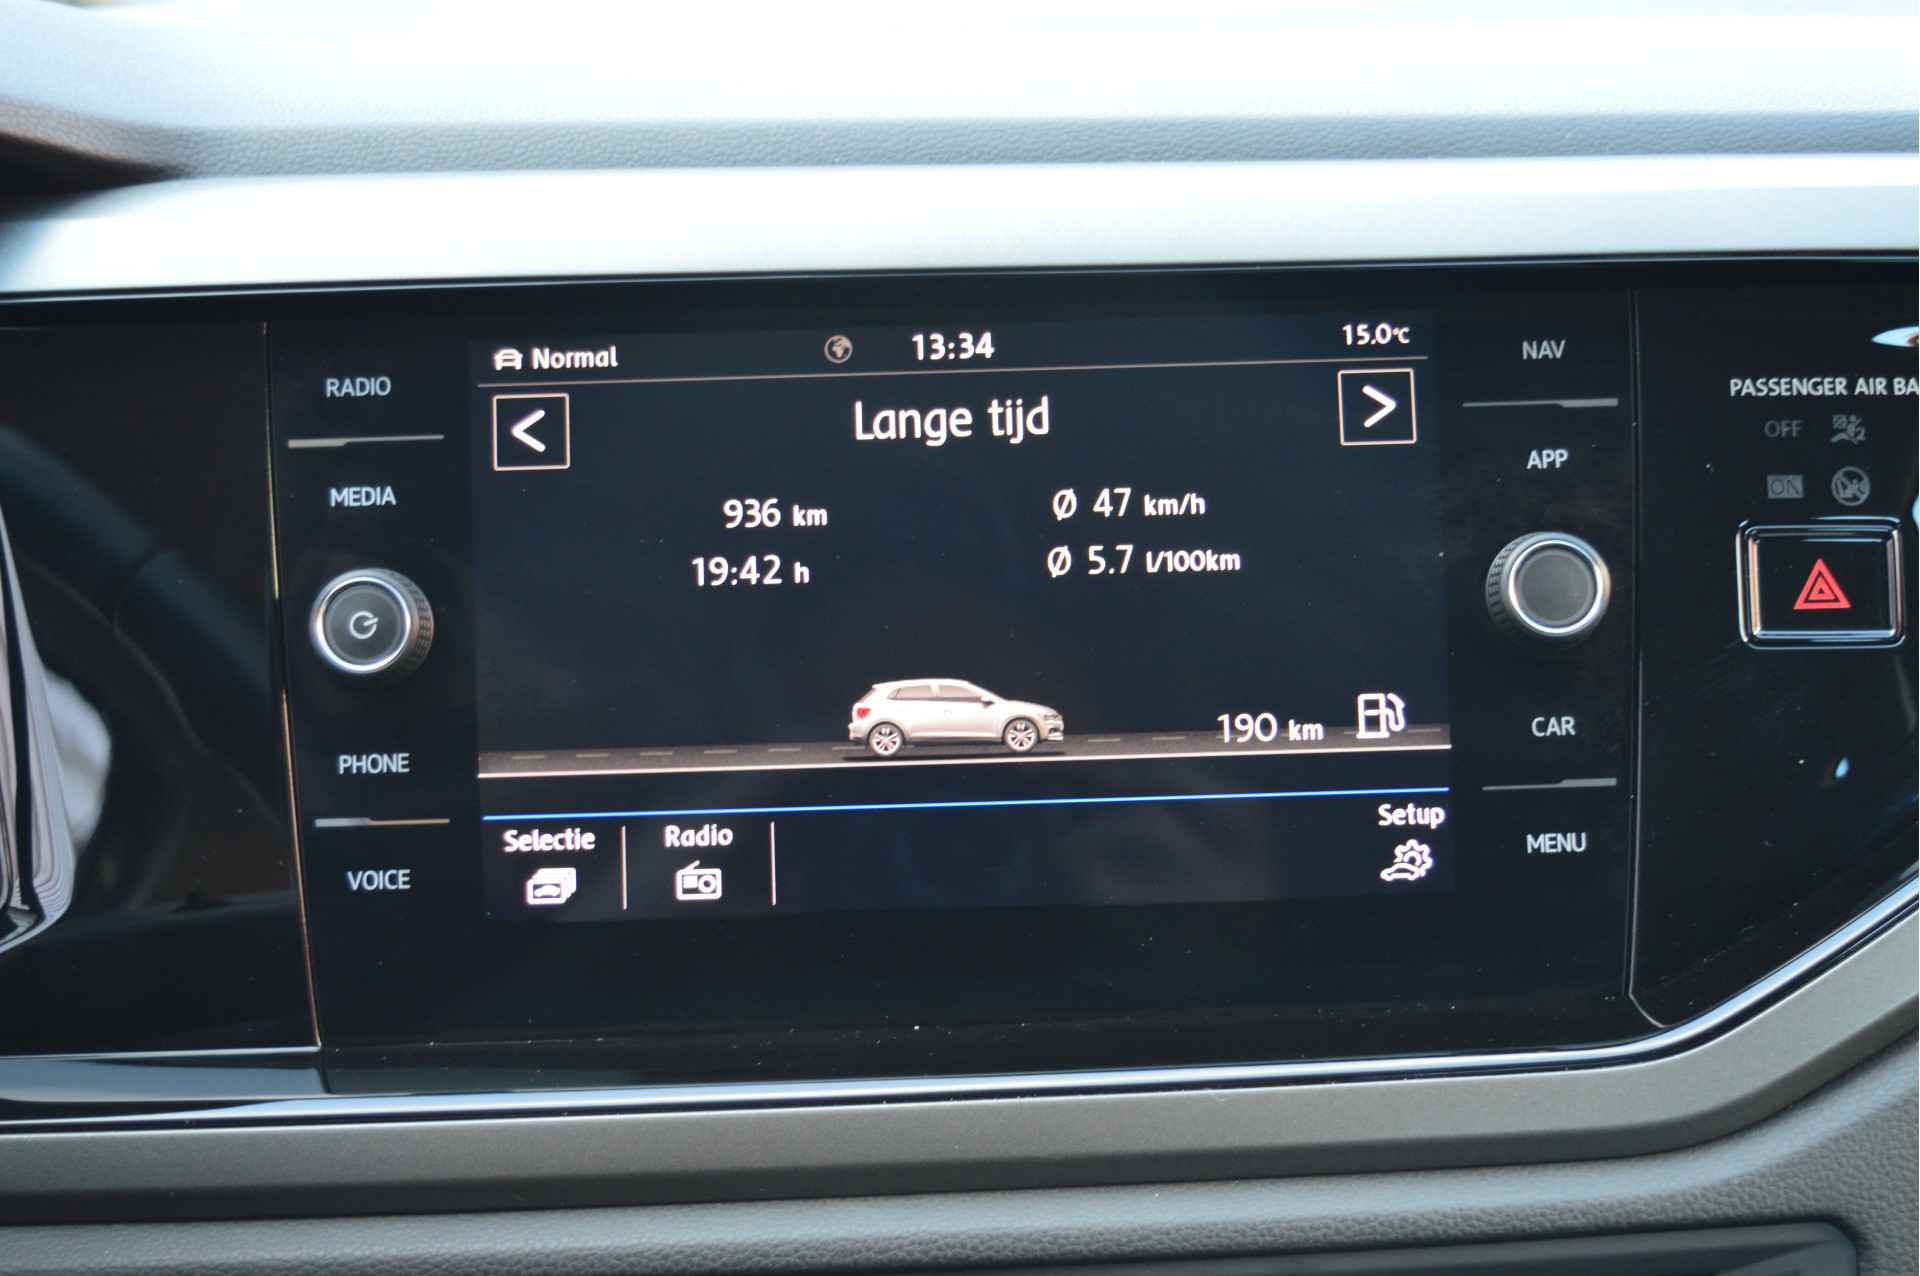 Normal 13:34 15.0°C
< Lange tijd >
936 km Ø 47 km/h
19:42 h Ø 5.7 l/100km
190 km
Selectie Radio Setup
RADIO
MEDIA
PHONE
VOICE
NAV
APP
CAR
MENU
PASSENGER AIR BA
OFF
ON